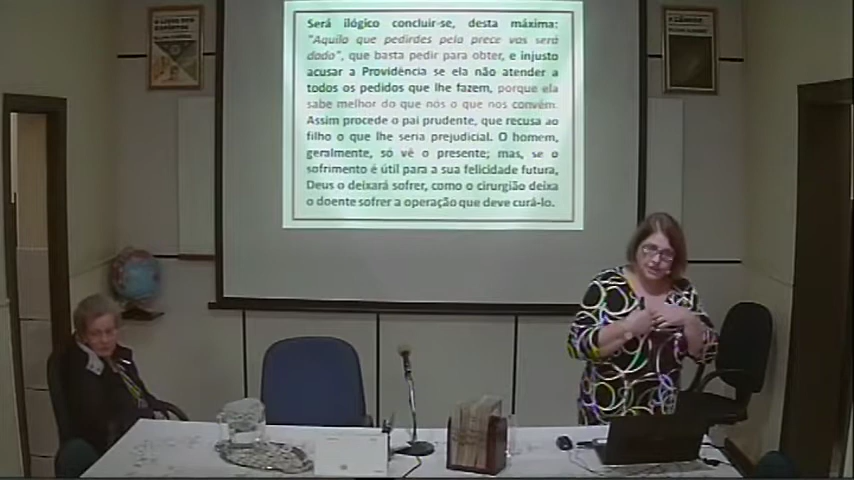 O LIVRO DOS
ESPÍRITOS
Será ilógico concluir-se, desta máxima:
"Aquilo que pedirdes pela prece vos será
dado", que basta pedir para obter, e injusto
acusar a Providência se ela não atender a
todos os pedidos que lhe fazem, porque ela
sabe melhor do que nós o que nos convém.
Assim procede o pai prudente, que recusa ao
filho o que lhe seria prejudicial. O homem,
geralmente, só vê o presente; mas, se o
sofrimento é útil para a sua felicidade futura,
Deus o deixará sofrer, como o cirurgião deixa
o doente sofrer a operação que deve curá-lo.